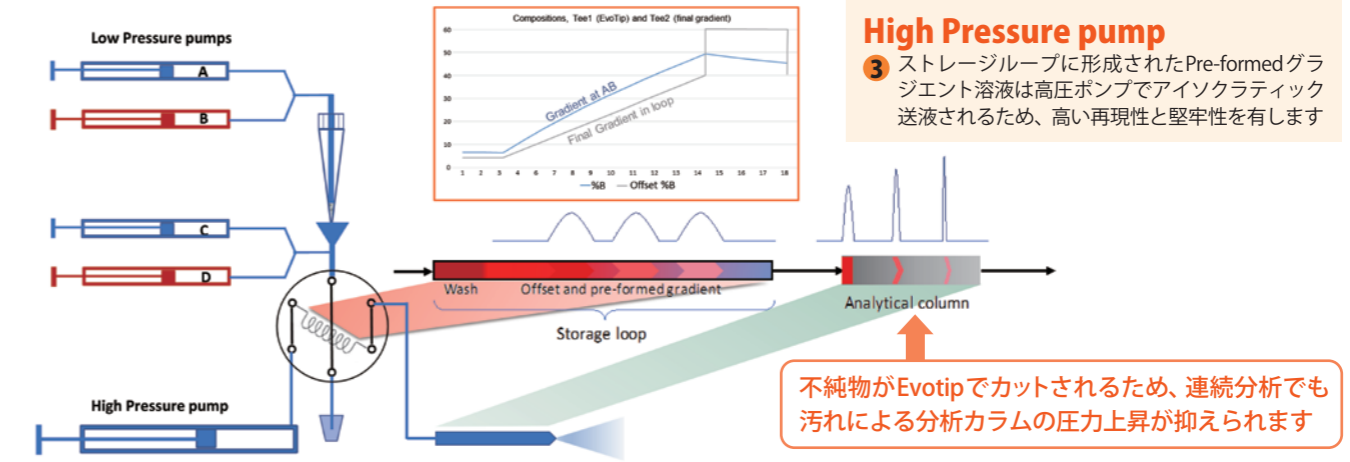 Low Pressure pumps
A
B
C
D
High Pressure pump
Compositions, Tee1 (EvoTip) and Tee2 (final gradient)
60
50
40
30
20
10
0
Gradient at AB
Final Gradient in loop
1 2 3 4 6 7 8 9 10 11 12 13 14 15 16 17 18
%B Offset %B
High Pressure pump
3 ストレージループに形成されたPre-formedグラ
ジエント溶液は高圧ポンプでアイソクラティック
送液されるため、高い再現性と堅牢性を有します
Wash Offset and pre-formed gradient
Storage loop
Analytical column
不純物がEvotipでカットされるため、連続分析でも
汚れによる分析カラムの圧力上昇が抑えられます